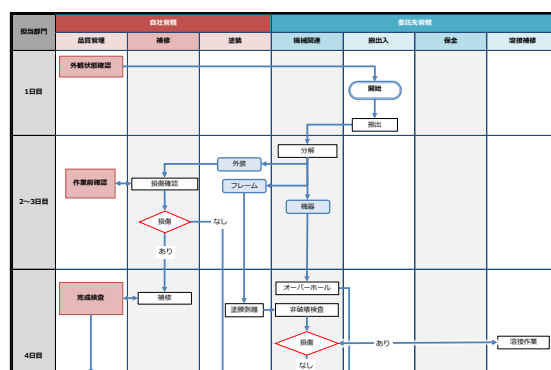 担当部門
自社管轄
委託先管轄
品質管理
補修
塗装
機械関連
搬出入
保全
溶接補修
1日目
外観状態確認
開始
搬出
2～3日目
分解
外装
作業前確認
損傷確認
フレーム
機器
損傷
なし
あり
4日目
オーバーホール
完成検査
補修
塗膜剥離
非破壊検査
損傷
あり
溶接作業
なし